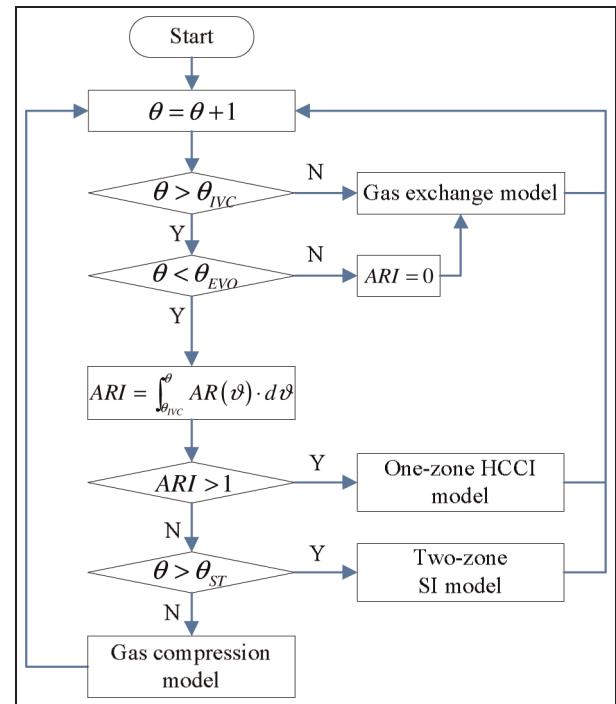 Start
θ = θ + 1
θ > θ_IVC
N
Gas exchange model
Y
θ < θ_EVO
N
ARI = 0
Y
ARI = ∫_{θ_IVC}^{θ} AR(ϑ) · dϑ
ARI > 1
Y
One-zone HCCI
model
N
θ > θ_ST
Y
Two-zone
SI model
N
Gas compression
model